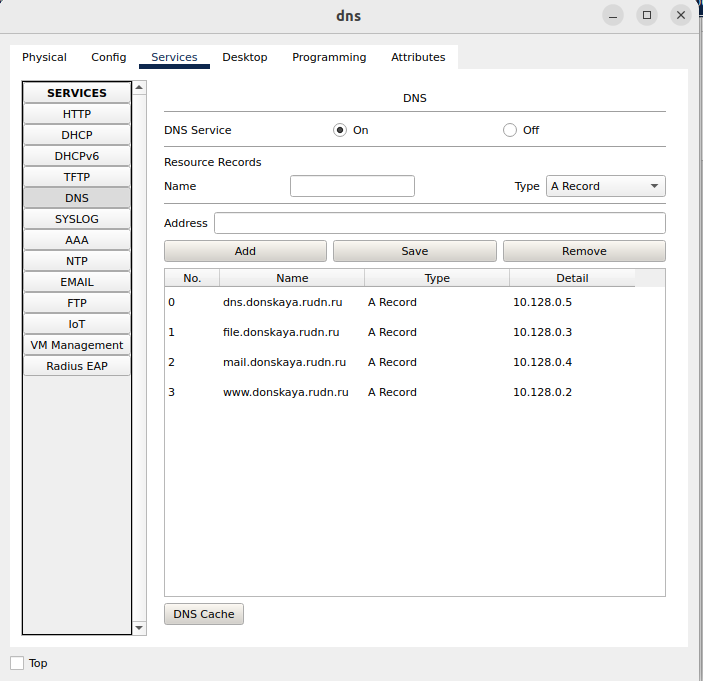 dns
Physical Config Services Desktop Programming Attributes
SERVICES
HTTP
DHCP
DHCPv6
TFTP
DNS
SYSLOG
AAA
NTP
EMAIL
FTP
IoT
VM Management
Radius EAP
DNS
DNS Service On Off
Resource Records
Name Type A Record
Address
Add Save Remove
No. Name Type Detail
0 dns.donskaya.rudn.ru A Record 10.128.0.5
1 file.donskaya.rudn.ru A Record 10.128.0.3
2 mail.donskaya.rudn.ru A Record 10.128.0.4
3 www.donskaya.rudn.ru A Record 10.128.0.2
DNS Cache
Top